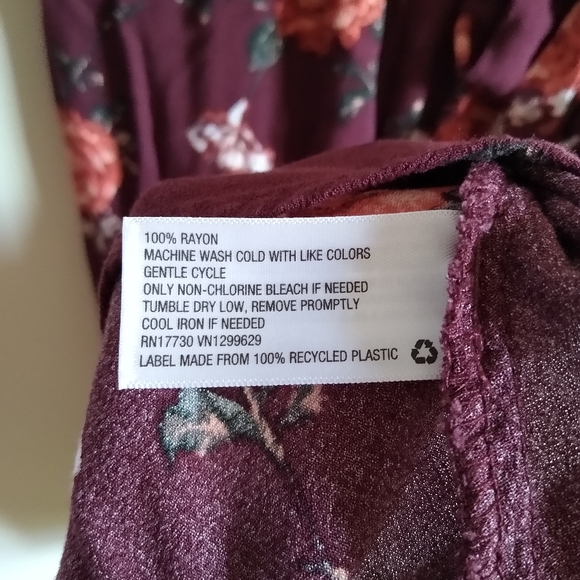 100% RAYON
MACHINE WASH COLD WITH LIKE COLORS
GENTLE CYCLE
ONLY NON-CHLORINE BLEACH IF NEEDED
TUMBLE DRY LOW, REMOVE PROMPTLY
COOL IRON IF NEEDED
RN17730 VN1299629
LABEL MADE FROM 100% RECYCLED PLASTIC